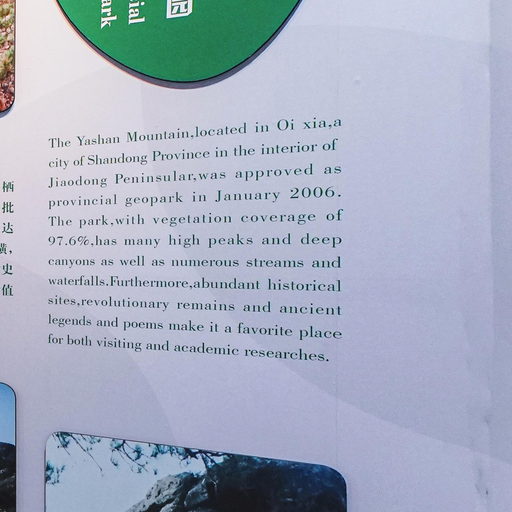 园
cial
ark
The Yashan Mountain,located in Oi xia,a
city of Shandong Province in the interior of
Jiaodong Peninsular,was approved as
provincial geopark in January 2006.
The park,with vegetation coverage of
97.6%,has many high peaks and deep
canyons as well as numerous streams and
waterfalls.Furthermore,abundant historical
sites,revolutionary remains and ancient
legends and poems make it a favorite place
for both visiting and academic researches.
栖
批
达
横,
史
值